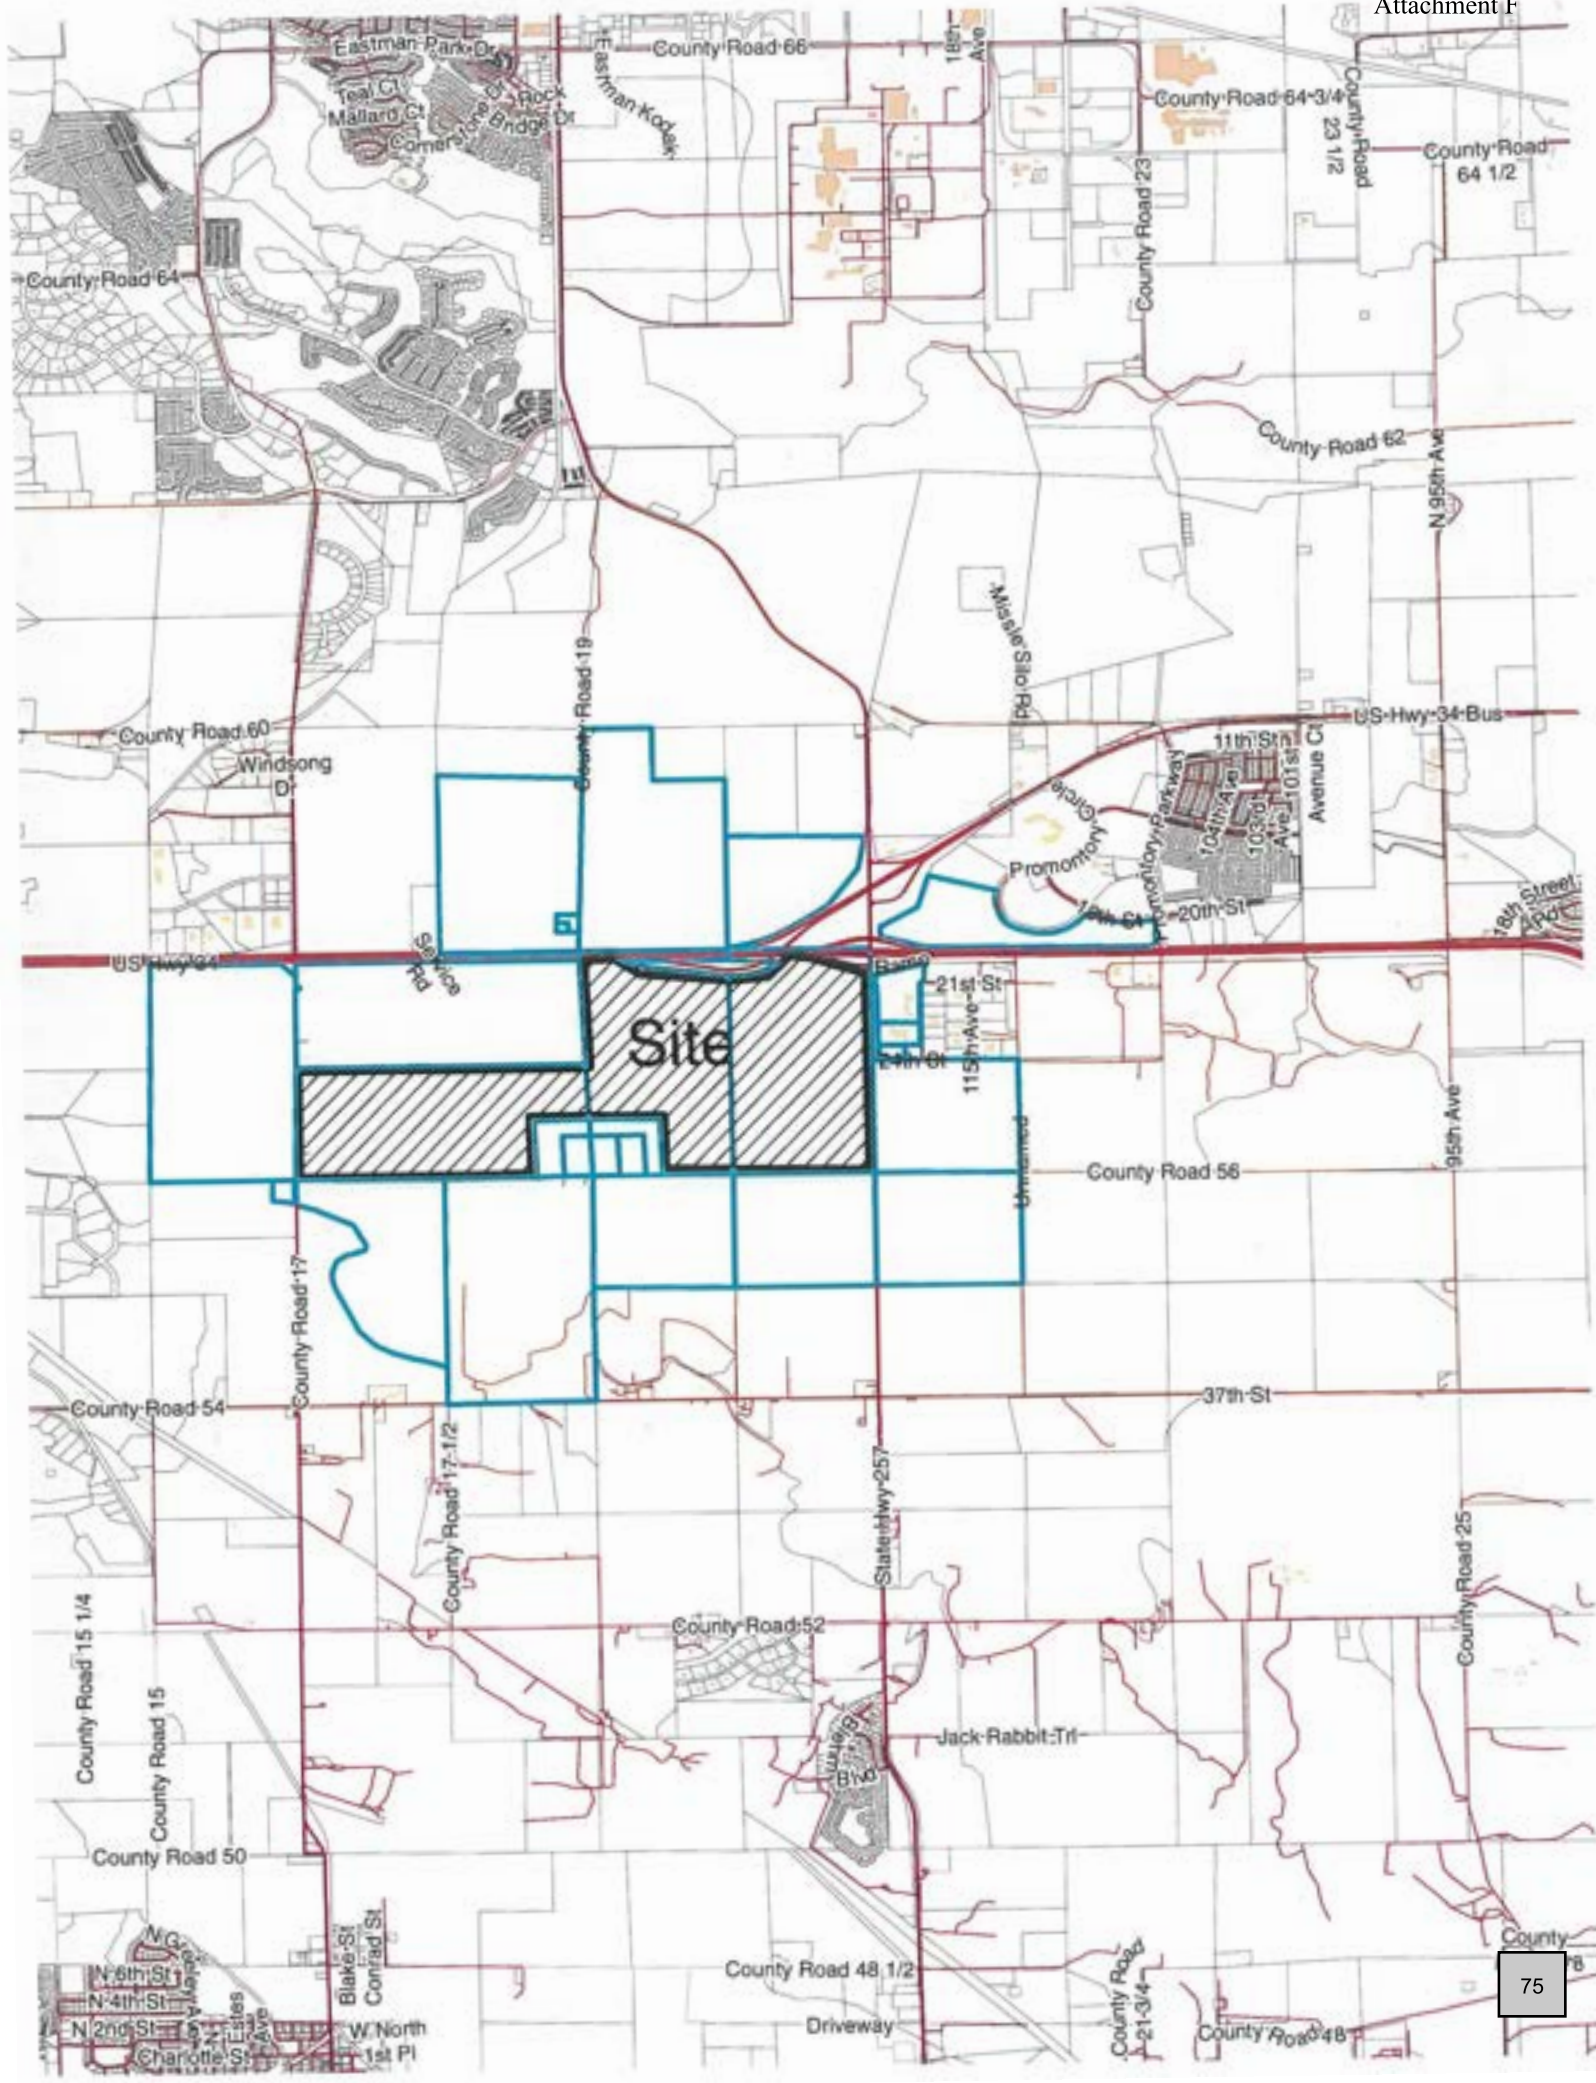 Attachment F
Eastman Park Dr
County Road 66
18th
Ave
Eastman Kodak
Teal Ct
Mallard Ct
Cornerstone Dr
Rock
Bridge Dr
County Road 64-3/4
County Road
23 1/2
County Road
64 1/2
County Road 23
County Road 64
County Road 62
N 95th Ave
Missile Silo Rd
County Road 19
County Road 60
Windsong
D
US Hwy 34 Bus
11th St
104th Ave
103rd
Ave
101st
Avenue Ct
Promontory Parkway
Promontory Circle
20th St
18th Street
US Hwy 34
Service
Rd
21st St
115th Ave
24th Ct
Site
Unnamed
95th Ave
County Road 56
County Road 17
County Road 54
37th St
County Road 17-1/2
State Hwy 257
County Road 25
County Road 52
County Road 15 1/4
County Road 15
Jack Rabbit Trl
Blvd
County Road 50
Blake St
Conrad St
N 6th St
N 4th St
N 2nd St
Charlotte St
N
Estes
Ave
W North
1st Pl
County Road 48 1/2
Driveway
County Road
21-3/4
County Road 48
County
75